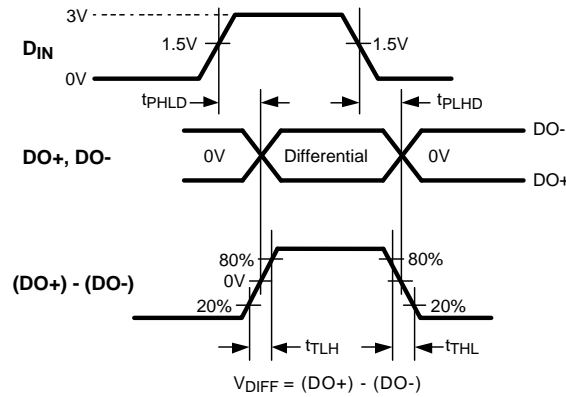 3V
1.5V
1.5V
DIN
0V
tPHLD
tPLHD
DO-
DO+, DO-
0V
Differential
0V
DO+
80%
80%
(DO+) - (DO-)
0V
20%
20%
tTLH
tTHL
VDIFF = (DO+) - (DO-)